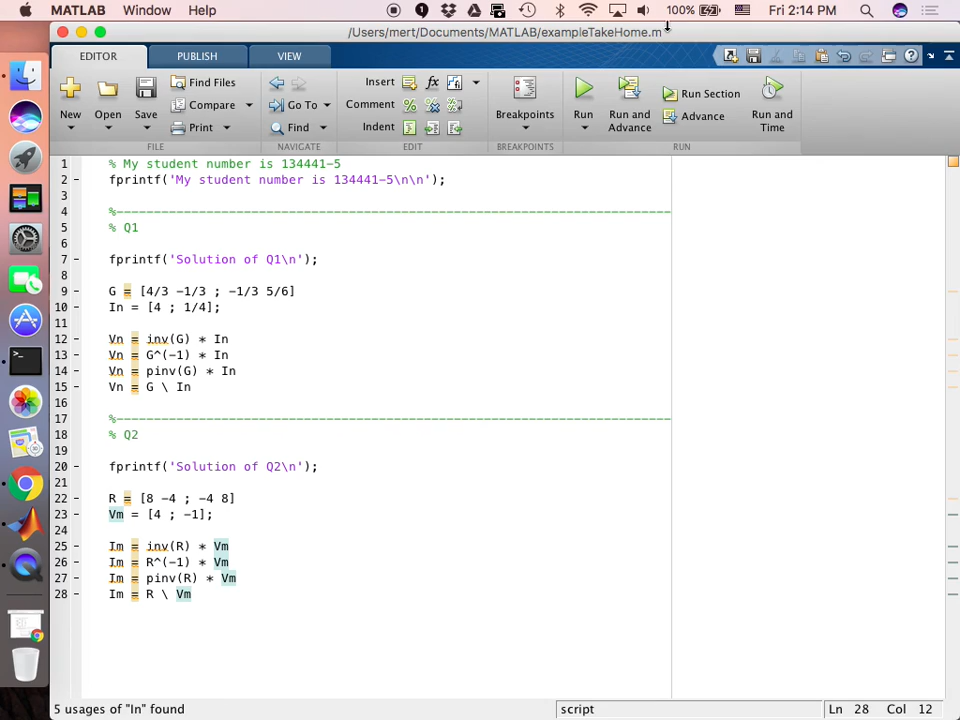 MATLAB Window Help 100% Fri 2:14 PM
/Users/mert/Documents/MATLAB/exampleTakeHome.m
EDITOR PUBLISH VIEW
New Open Save Find Files Compare Print
Go To Find
Insert Comment Indent
fx
Breakpoints
Run Run and Advance Run Section Advance Run and Time
FILE NAVIGATE EDIT BREAKPOINTS RUN
1 % My student number is 134441-5
2 - fprintf('My student number is 134441-5\n\n');
3
4 %--------------------------------------------------------------------------
5 % Q1
6
7 - fprintf('Solution of Q1\n');
8
9 - G = [4/3 -1/3 ; -1/3 5/6]
10 - In = [4 ; 1/4];
11
12 - Vn = inv(G) * In
13 - Vn = G^(-1) * In
14 - Vn = pinv(G) * In
15 - Vn = G \ In
16
17 %--------------------------------------------------------------------------
18 % Q2
19
20 - fprintf('Solution of Q2\n');
21
22 - R = [8 -4 ; -4 8]
23 - Vm = [4 ; -1];
24
25 - Im = inv(R) * Vm
26 - Im = R^(-1) * Vm
27 - Im = pinv(R) * Vm
28 - Im = R \ Vm
5 usages of "In" found script Ln 28 Col 12